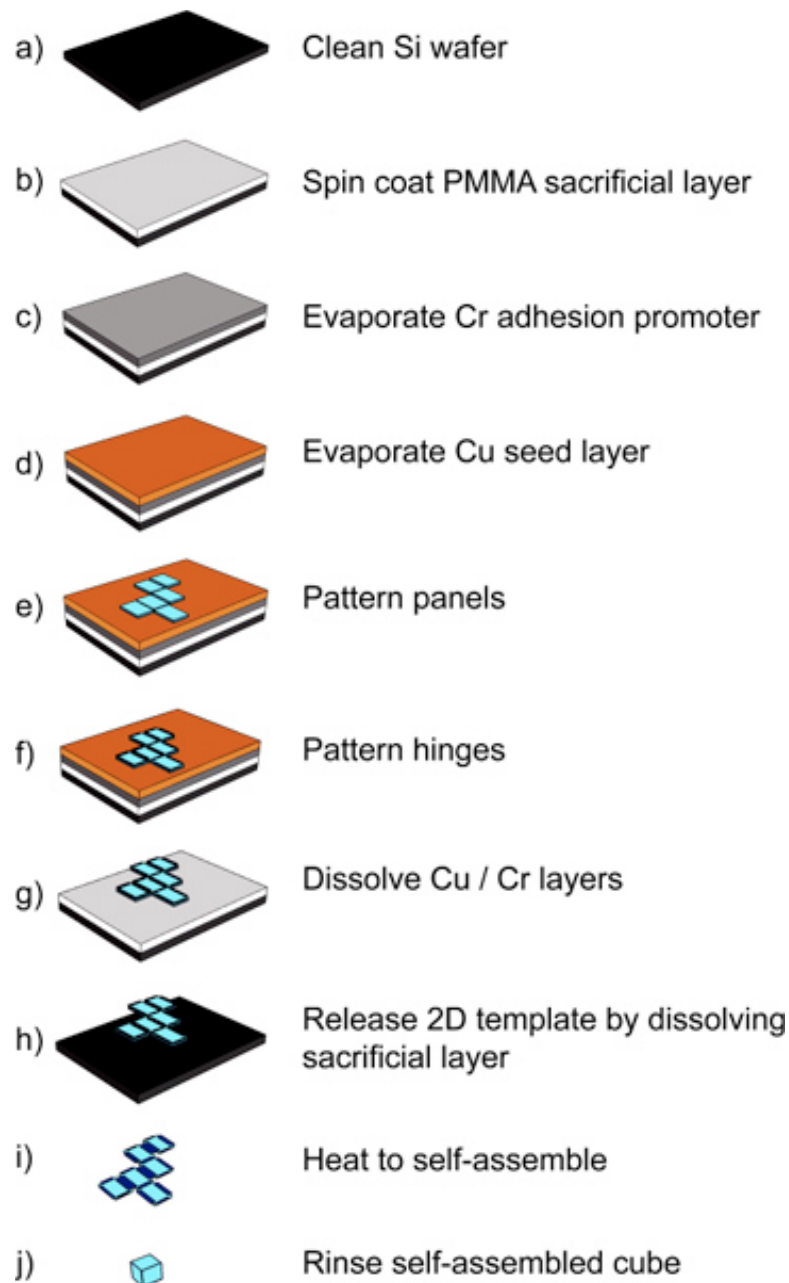 a) Clean Si wafer
b) Spin coat PMMA sacrificial layer
c) Evaporate Cr adhesion promoter
d) Evaporate Cu seed layer
e) Pattern panels
f) Pattern hinges
g) Dissolve Cu / Cr layers
h) Release 2D template by dissolving
sacrificial layer
i) Heat to self-assemble
j) Rinse self-assembled cube